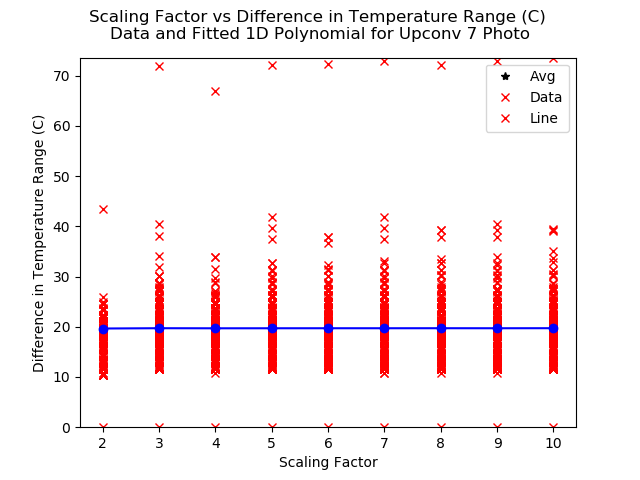 Scaling Factor vs Difference in Temperature Range (C)
Data and Fitted 1D Polynomial for Upconv 7 Photo
Avg
Data
Line
Difference in Temperature Range (C)
70
60
50
40
30
20
10
0
2 3 4 5 6 7 8 9 10
Scaling Factor